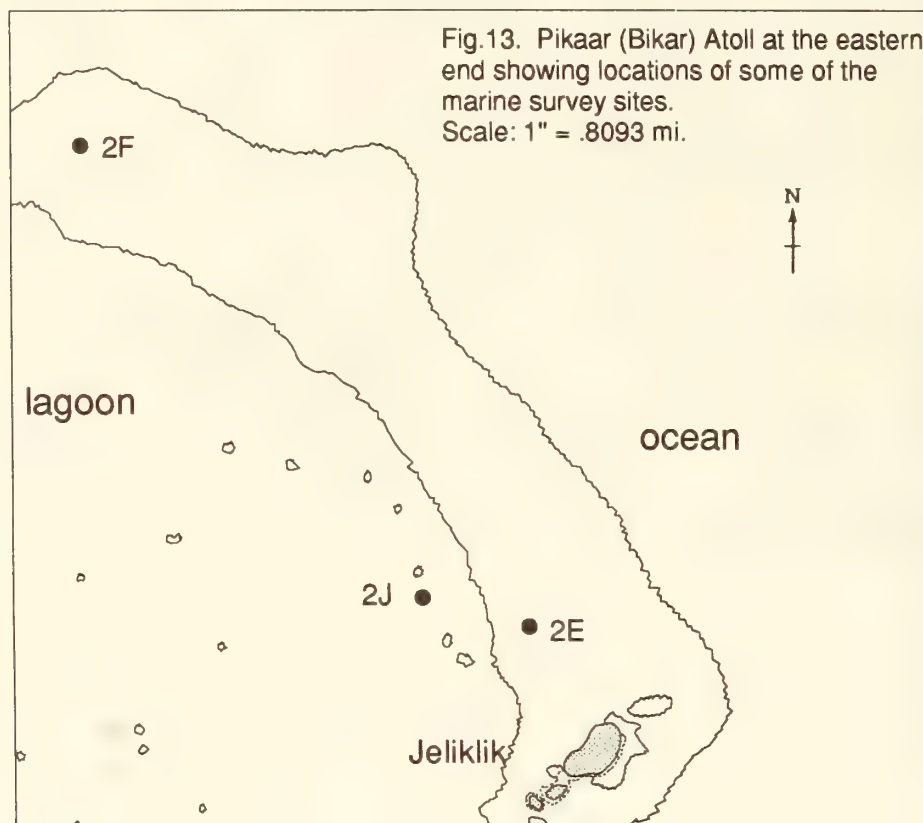 Fig.13. Pikaar (Bikar) Atoll at the eastern
end showing locations of some of the
marine survey sites.
Scale: 1" = .8093 mi.
N
2F
lagoon
ocean
2J
2E
Jeliklik